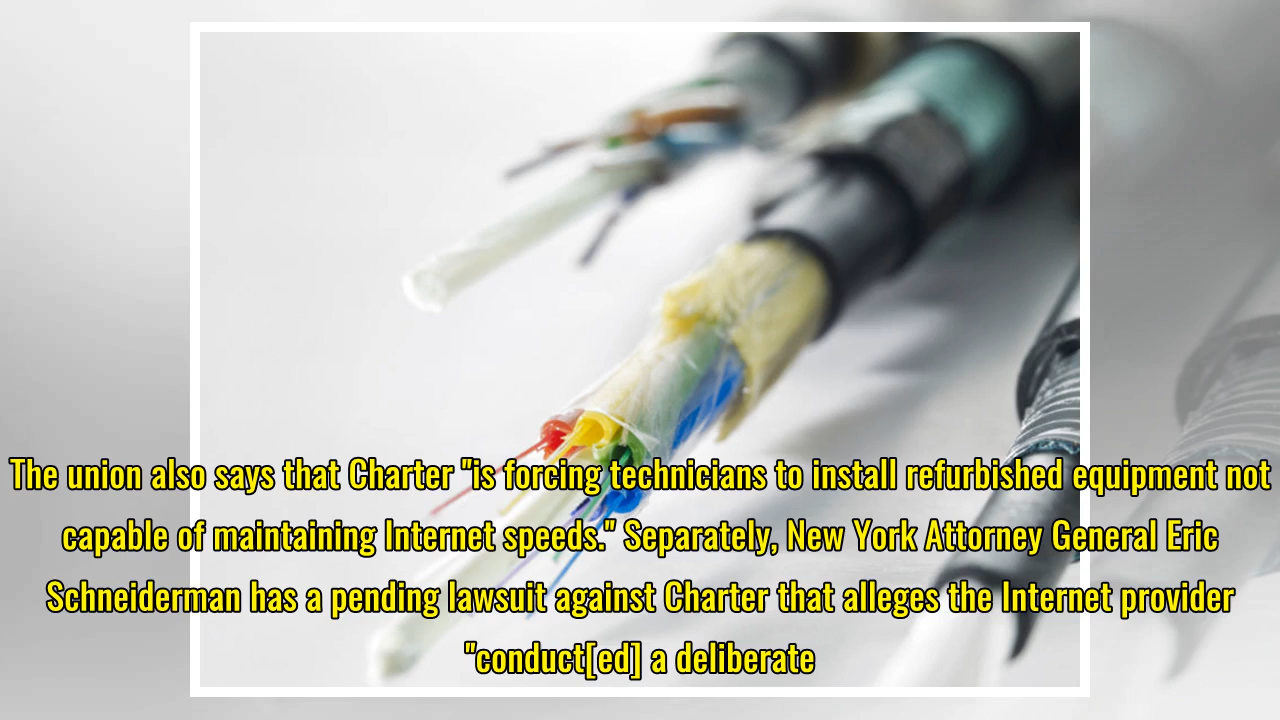 The union also says that Charter "is forcing technicians to install refurbished equipment not
capable of maintaining Internet speeds." Separately, New York Attorney General Eric
Schneiderman has a pending lawsuit against Charter that alleges the Internet provider
"conduct[ed] a deliberate